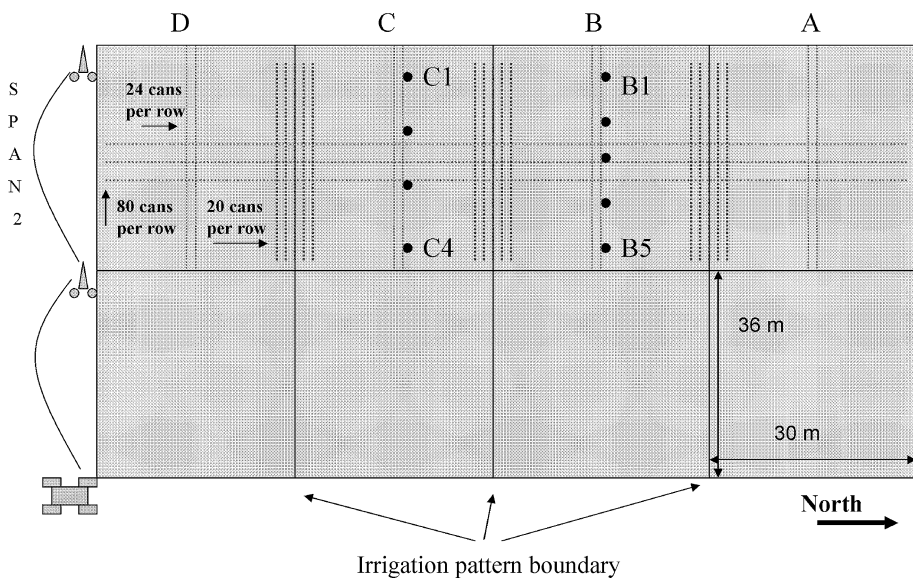 D C B A
S
P
A
N
2
24 cans
per row
C1
B1
80 cans
per row
20 cans
per row
C4
B5
36 m
30 m
North
Irrigation pattern boundary